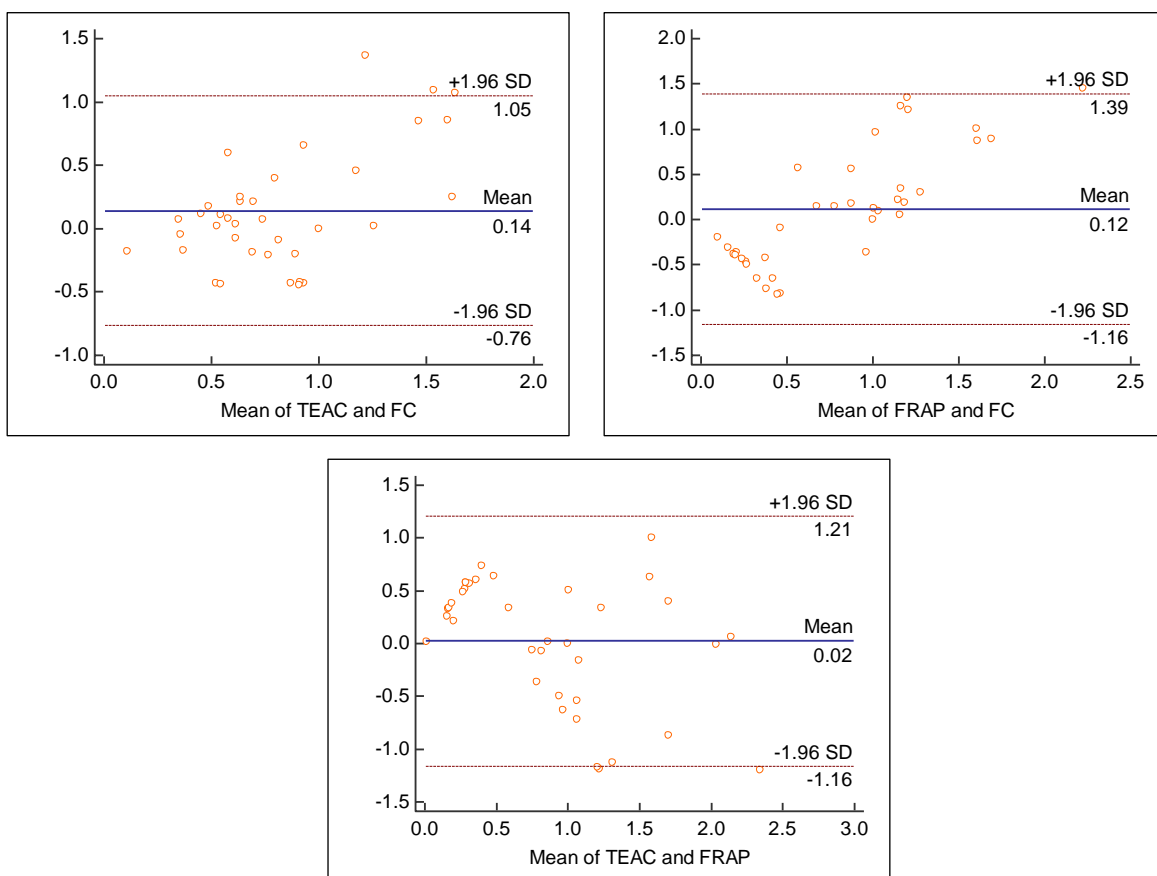 1.5
1.0
0.5
0.0
-0.5
-1.0
+1.96 SD
1.05
Mean
0.14
-1.96 SD
-0.76
0.0 0.5 1.0 1.5 2.0
Mean of TEAC and FC
2.0
1.5
1.0
0.5
0.0
-0.5
-1.0
-1.5
+1.96 SD
1.39
Mean
0.12
-1.96 SD
-1.16
0.0 0.5 1.0 1.5 2.0 2.5
Mean of FRAP and FC
1.5
1.0
0.5
0.0
-0.5
-1.0
-1.5
+1.96 SD
1.21
Mean
0.02
-1.96 SD
-1.16
0.0 0.5 1.0 1.5 2.0 2.5 3.0
Mean of TEAC and FRAP